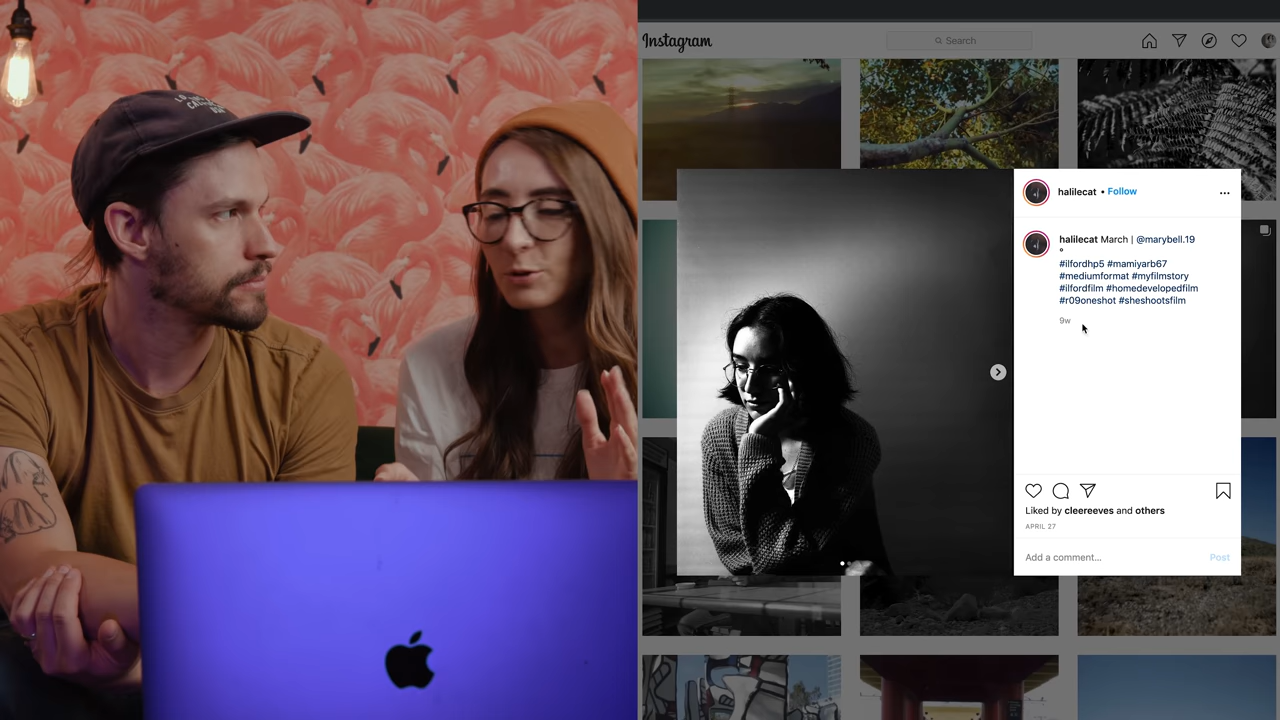 Instagram
Search
halilecat • Follow
halilecat March | @marybell.19
#ilfordhp5 #mamiyarb67
#mediumformat #myfilmstory
#ilfordfilm #homedevelopedfilm
#r09oneshot #sheshootsfilm
9w
Liked by cleereeves and others
APRIL 27
Add a comment...
Post